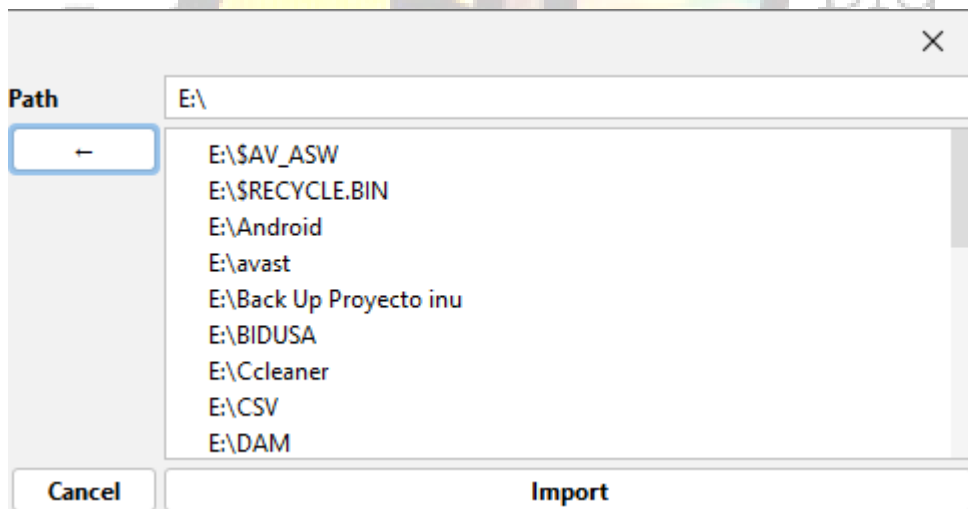 Path
E:\
←
E:\$AV_ASW
E:\$RECYCLE.BIN
E:\Android
E:\avast
E:\Back Up Proyecto inu
E:\BIDUSA
E:\Ccleaner
E:\CSV
E:\DAM
Cancel
Import